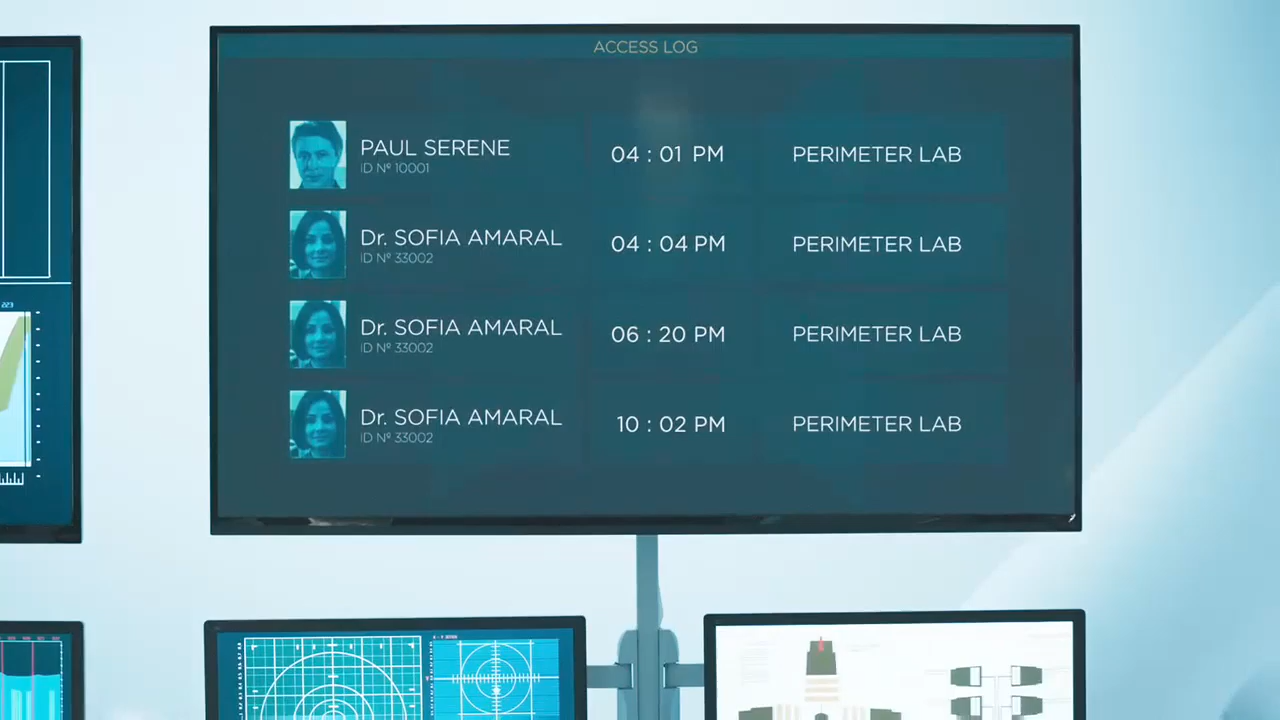 ACCESS LOG
PAUL SERENE
ID Nº 10001
04 : 01 PM
PERIMETER LAB
Dr. SOFIA AMARAL
ID Nº 33002
04 : 04 PM
PERIMETER LAB
Dr. SOFIA AMARAL
ID Nº 33002
06 : 20 PM
PERIMETER LAB
Dr. SOFIA AMARAL
ID Nº 33002
10 : 02 PM
PERIMETER LAB
223